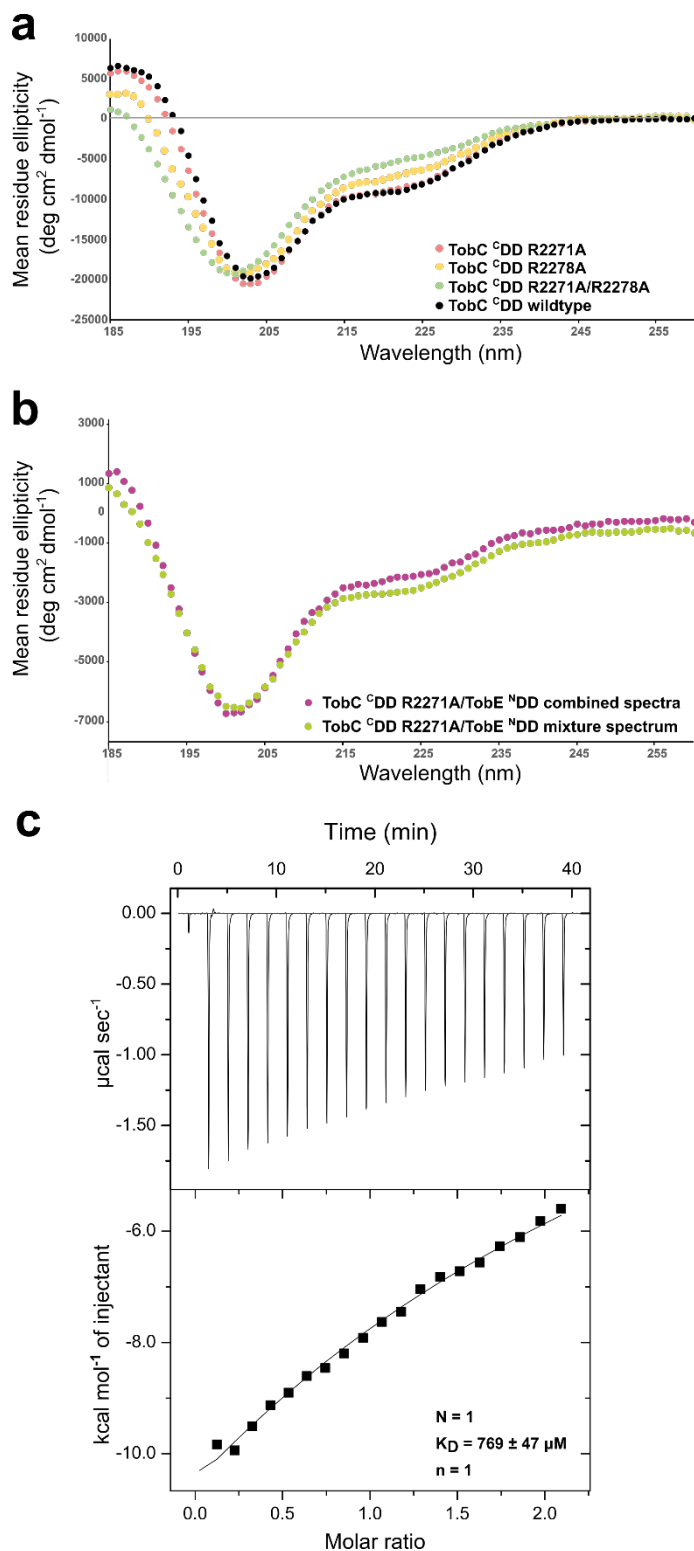 a
Mean residue ellipticity
(deg cm² dmol⁻¹)
10000
5000
0
-5000
-10000
-15000
-20000
-25000
TobC ᶜDD R2271A
TobC ᶜDD R2278A
TobC ᶜDD R2271A/R2278A
TobC ᶜDD wildtype
185 195 205 215 225 235 245 255
Wavelength (nm)
b
Mean residue ellipticity
(deg cm² dmol⁻¹)
3000
1000
0
-1000
-3000
-5000
-7000
TobC ᶜDD R2271A/TobE ᴺDD combined spectra
TobC ᶜDD R2271A/TobE ᴺDD mixture spectrum
185 195 205 215 225 235 245 255
Wavelength (nm)
c
Time (min)
0 10 20 30 40
µcal sec⁻¹
0.00
-0.50
-1.00
-1.50
kcal mol⁻¹ of injectant
-6.0
-8.0
-10.0
N = 1
K_D = 769 ± 47 µM
n = 1
0.0 0.5 1.0 1.5 2.0
Molar ratio